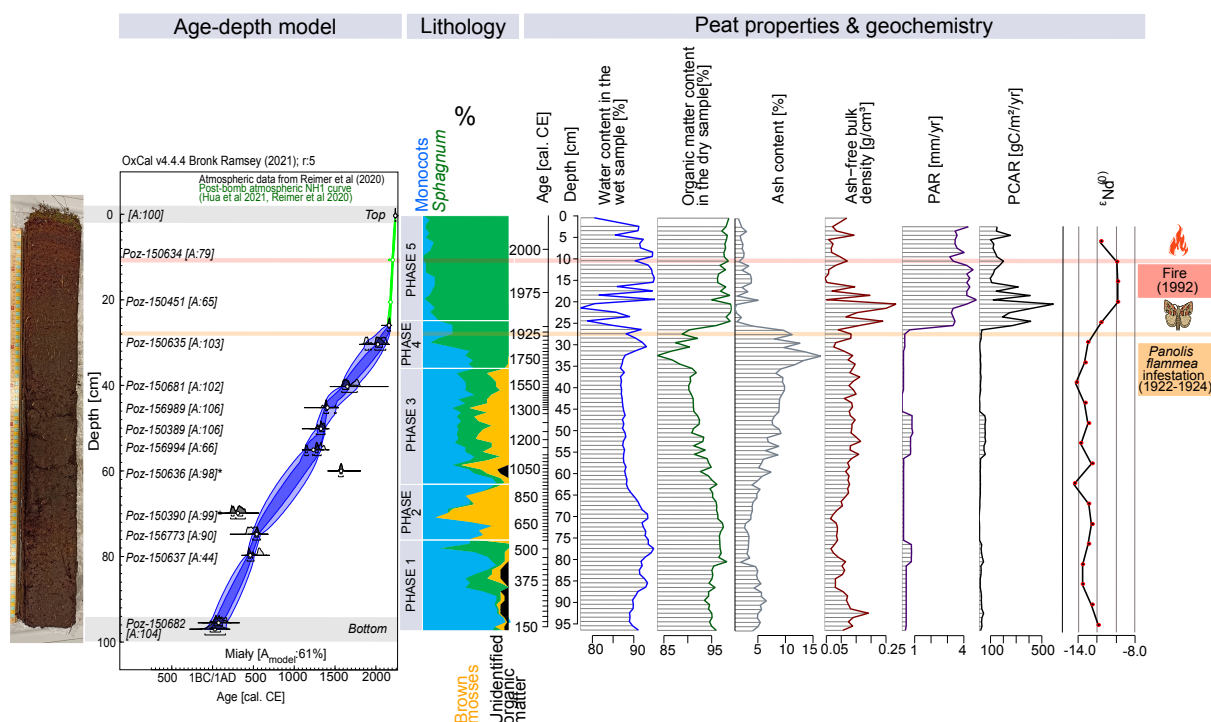 Age-depth model
Lithology
Peat properties & geochemistry
OxCal v4.4.4 Bronk Ramsey (2021); r:5
Atmospheric data from Reimer et al (2020)
Post-bomb atmospheric NH1 curve
(Hua et al 2021, Reimer et al 2020)
[A:100]
Top
Poz-150634 [A:79]
Poz-150451 [A:65]
Poz-150635 [A:103]
Poz-150681 [A:102]
Poz-156989 [A:106]
Poz-150389 [A:106]
Poz-156994 [A:66]
Poz-150636 [A:98]*
Poz-150390 [A:99]
Poz-156773 [A:90]
Poz-150637 [A:44]
Poz-150682
[A:104]
Bottom
Miały [Amodel:61%]
Depth [cm]
0
20
40
60
80
100
500
1BC/1AD
500
1000
1500
2000
Age [cal. CE]
%
Monocots
Sphagnum
PHASE 5
PHASE 4
PHASE 3
PHASE 2
PHASE 1
Brown mosses
Unidentified organic matter
Age [cal. CE]
2000
1975
1925
1750
1550
1300
1200
1050
850
650
500
375
150
Depth [cm]
0
5
10
15
20
25
30
35
40
45
50
55
60
65
70
75
80
85
90
95
Water content in the wet sample [%]
80
90
Organic matter content in the dry sample[%]
85
95
Ash content [%]
5
10
15
Ash-free bulk density [g/cm³]
0.05
0.25
PAR [mm/yr]
1
4
PCAR [gC/m²/yr]
100
500
εNd(0)
-14.0
-8.0
Fire
(1992)
Panolis
flammea
infestation
(1922-1924)